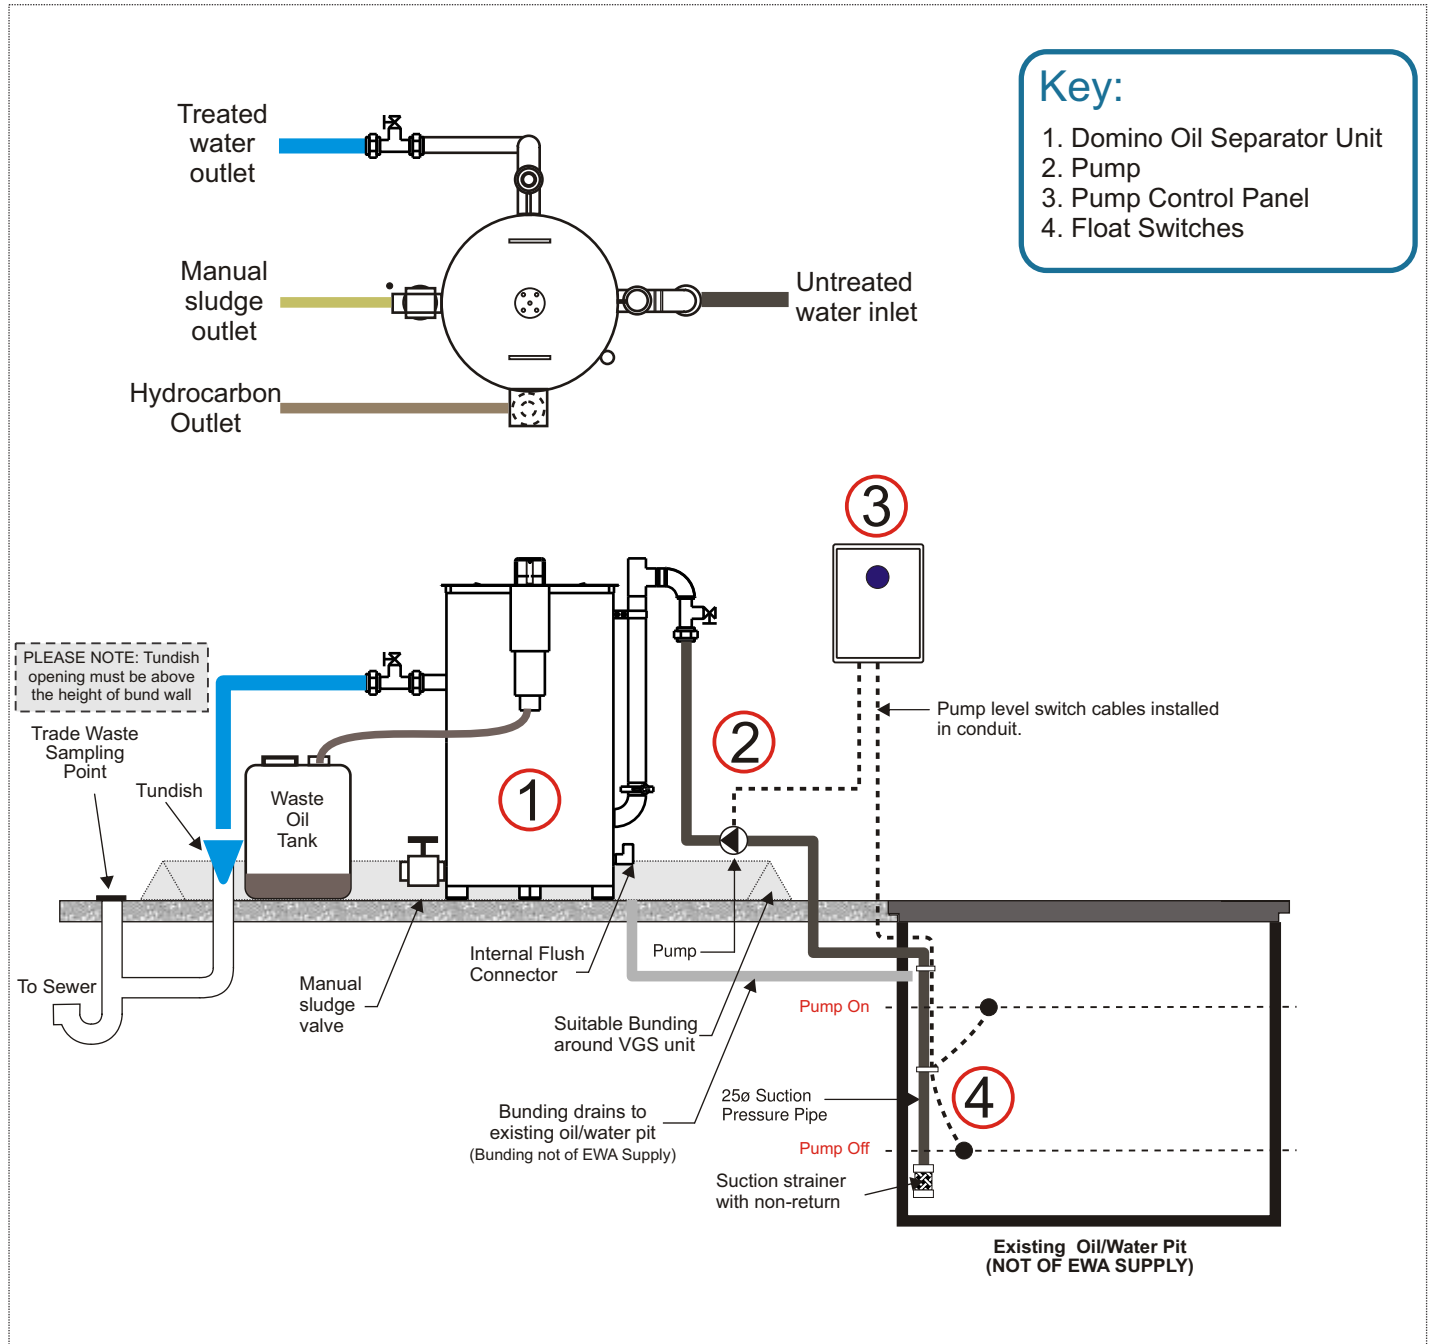 Key:
1. Domino Oil Separator Unit
2. Pump
3. Pump Control Panel
4. Float Switches
Treated
water
outlet
Manual
sludge
outlet
Untreated
water inlet
Hydrocarbon
Outlet
3
PLEASE NOTE: Tundish
opening must be above
the height of bund wall
Trade Waste
Sampling
Point
Tundish
Waste
Oil
Tank
1
2
Pump level switch cables installed
in conduit.
To Sewer
Manual
sludge
valve
Internal Flush
Connector
Pump
Suitable Bunding
around VGS unit
Bunding drains to
existing oil/water pit
(Bunding not of EWA Supply)
Pump On
25ø Suction
Pressure Pipe
4
Pump Off
Suction strainer
with non-return
Existing Oil/Water Pit
(NOT OF EWA SUPPLY)